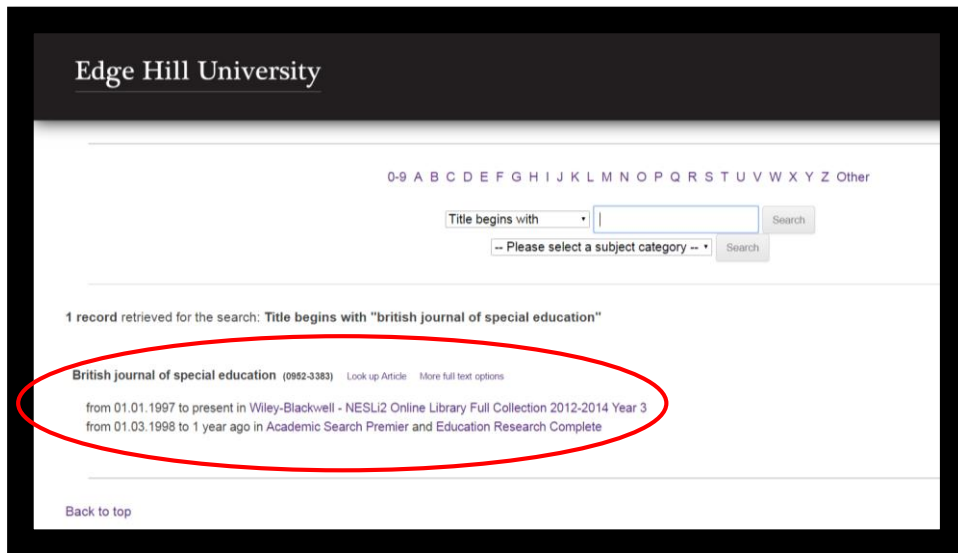 Edge Hill University
0-9 A B C D E F G H I J K L M N O P Q R S T U V W X Y Z Other
Title begins with Search
-- Please select a subject category -- Search
1 record retrieved for the search: Title begins with "british journal of special education"
British journal of special education (0952-3383) Look up Article More full text options
from 01.01.1997 to present in Wiley-Blackwell - NESLi2 Online Library Full Collection 2012-2014 Year 3
from 01.03.1998 to 1 year ago in Academic Search Premier and Education Research Complete
Back to top